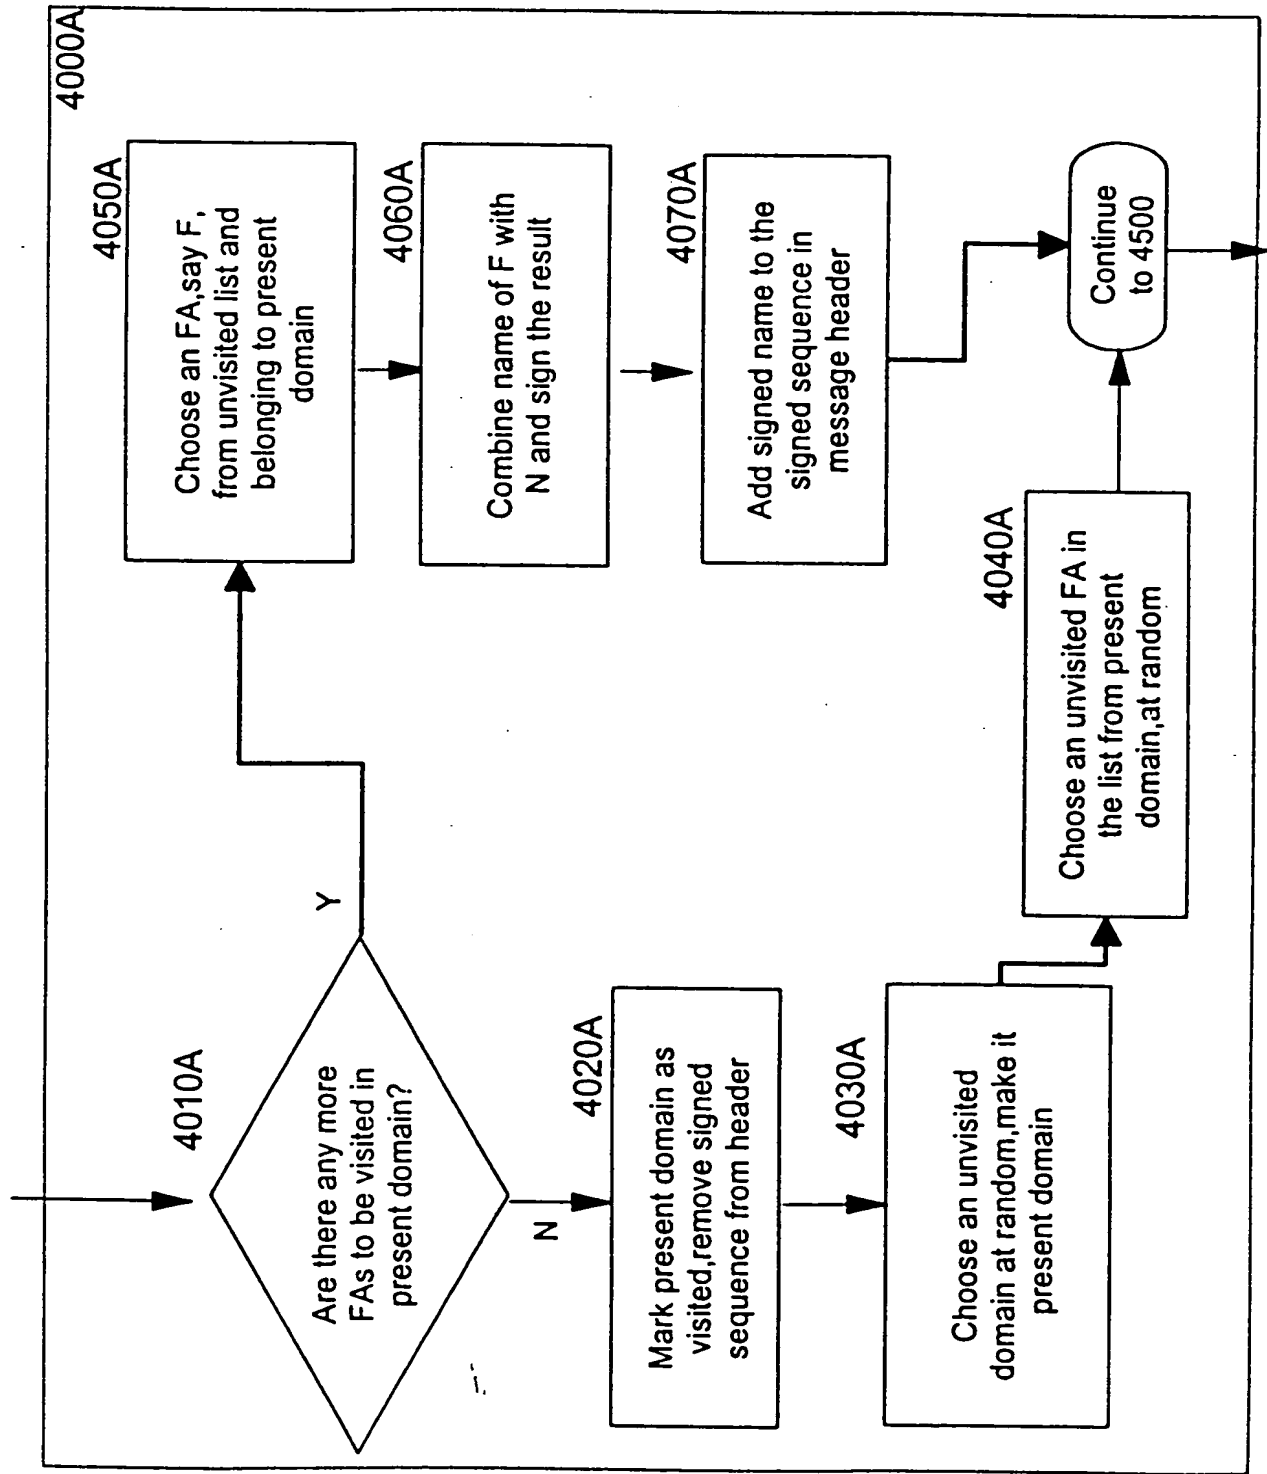 4000A
4010A
Are there any more
FAs to be visited in
present domain?
Y
N
4020A
Mark present domain as
visited,remove signed
sequence from header
4030A
Choose an unvisited
domain at random,make it
present domain
4040A
Choose an unvisited FA in
the list from present
domain,at random
4050A
Choose an FA,say F,
from unvisited list and
belonging to present
domain
4060A
Combine name of F with
N and sign the result
4070A
Add signed name to the
signed sequence in
message header
Continue
to 4500